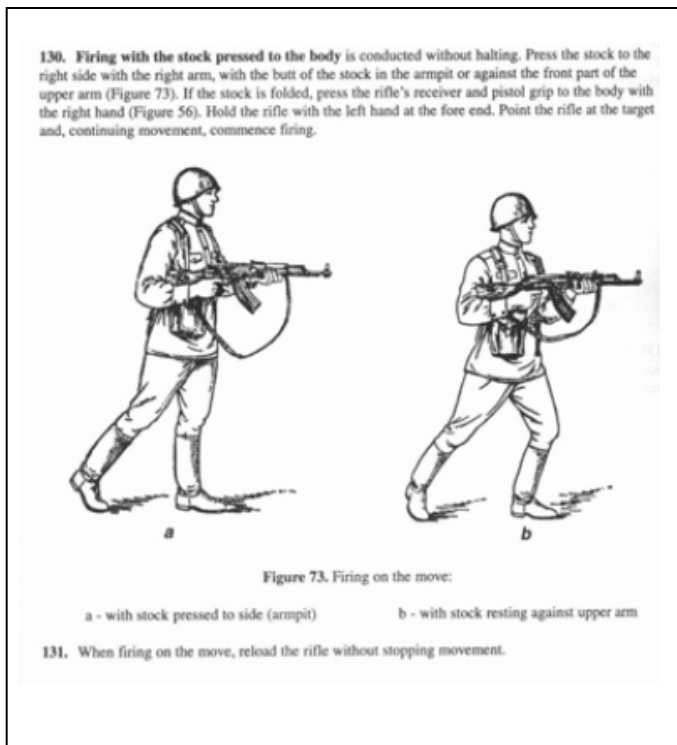 130. Firing with the stock pressed to the body is conducted without halting. Press the stock to the
right side with the right arm, with the butt of the stock in the armpit or against the front part of the
upper arm (Figure 73). If the stock is folded, press the rifle's receiver and pistol grip to the body with
the right hand (Figure 56). Hold the rifle with the left hand at the fore end. Point the rifle at the target
and, continuing movement, commence firing.
a
b
Figure 73. Firing on the move:
a - with stock pressed to side (armpit)
b - with stock resting against upper arm
131. When firing on the move, reload the rifle without stopping movement.